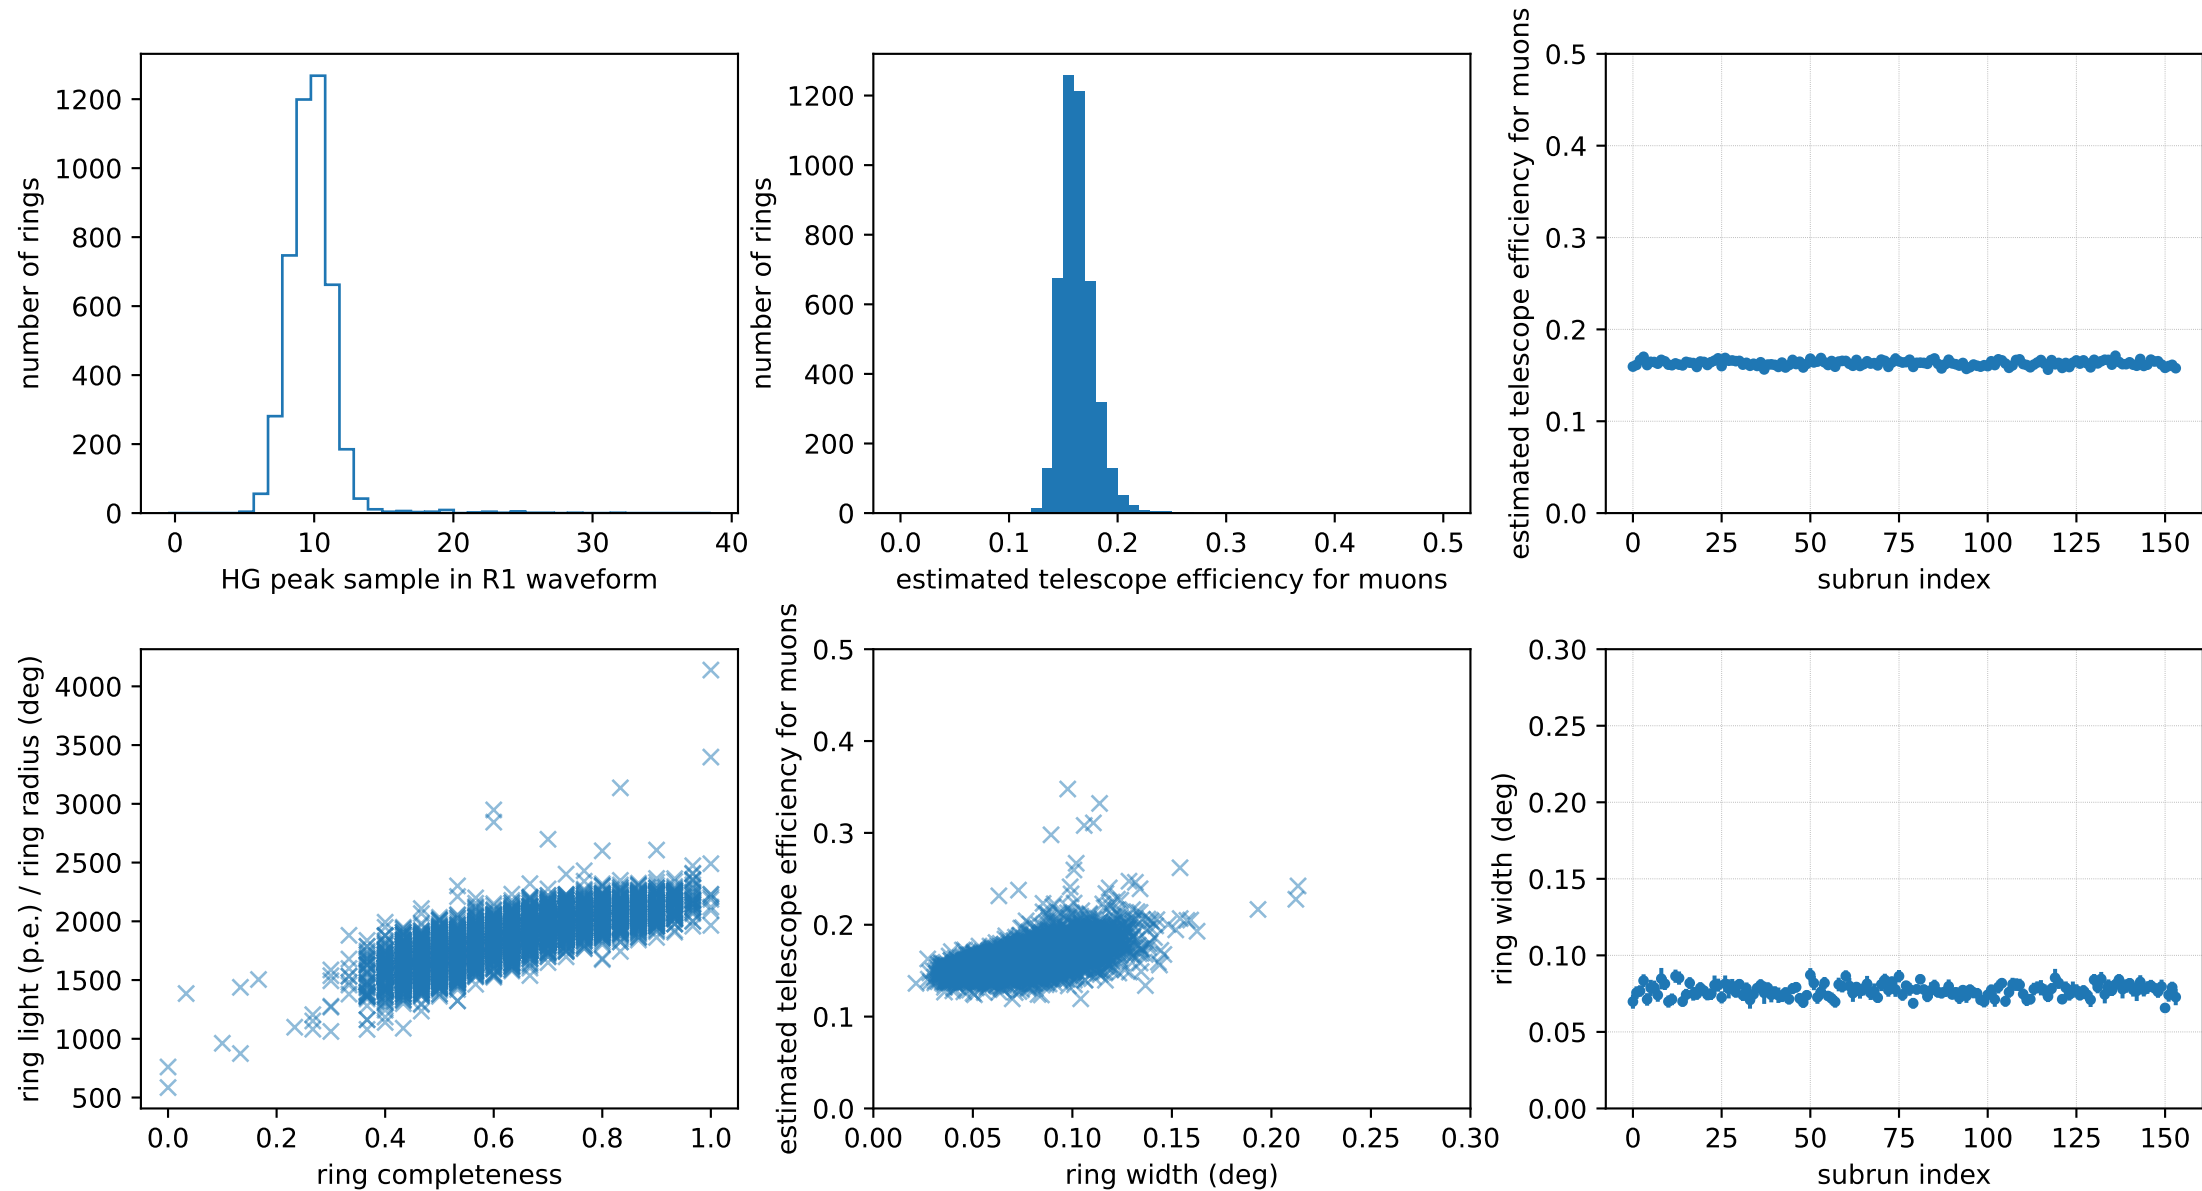 number of rings
1200
1000
800
600
400
200
0
0 10 20 30 40
HG peak sample in R1 waveform
number of rings
1200
1000
800
600
400
200
0
0.0 0.1 0.2 0.3 0.4 0.5
estimated telescope efficiency for muons
estimated telescope efficiency for muons
0.5
0.4
0.3
0.2
0.1
0.0
0 25 50 75 100 125 150
subrun index
ring light (p.e.) / ring radius (deg)
4000
3500
3000
2500
2000
1500
1000
500
0.0 0.2 0.4 0.6 0.8 1.0
ring completeness
estimated telescope efficiency for muons
0.5
0.4
0.3
0.2
0.1
0.0
0.00 0.05 0.10 0.15 0.20 0.25 0.30
ring width (deg)
ring width (deg)
0.30
0.25
0.20
0.15
0.10
0.05
0.00
0 25 50 75 100 125 150
subrun index